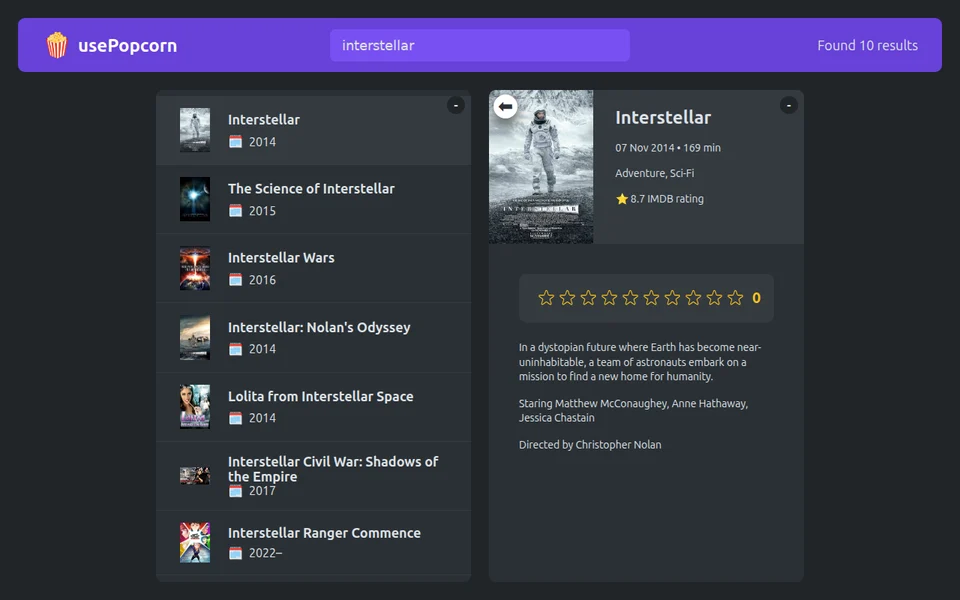 usePopcorn
interstellar
Found 10 results
-
Interstellar
2014
The Science of Interstellar
2015
Interstellar Wars
2016
Interstellar: Nolan's Odyssey
2014
Lolita from Interstellar Space
2014
Interstellar Civil War: Shadows of
the Empire
2017
Interstellar Ranger Commence
2022–
INTERSTELLAR
-
Interstellar
07 Nov 2014 • 169 min
Adventure, Sci-Fi
8.7 IMDB rating
0
In a dystopian future where Earth has become near-
uninhabitable, a team of astronauts embark on a
mission to find a new home for humanity.
Staring Matthew McConaughey, Anne Hathaway,
Jessica Chastain
Directed by Christopher Nolan